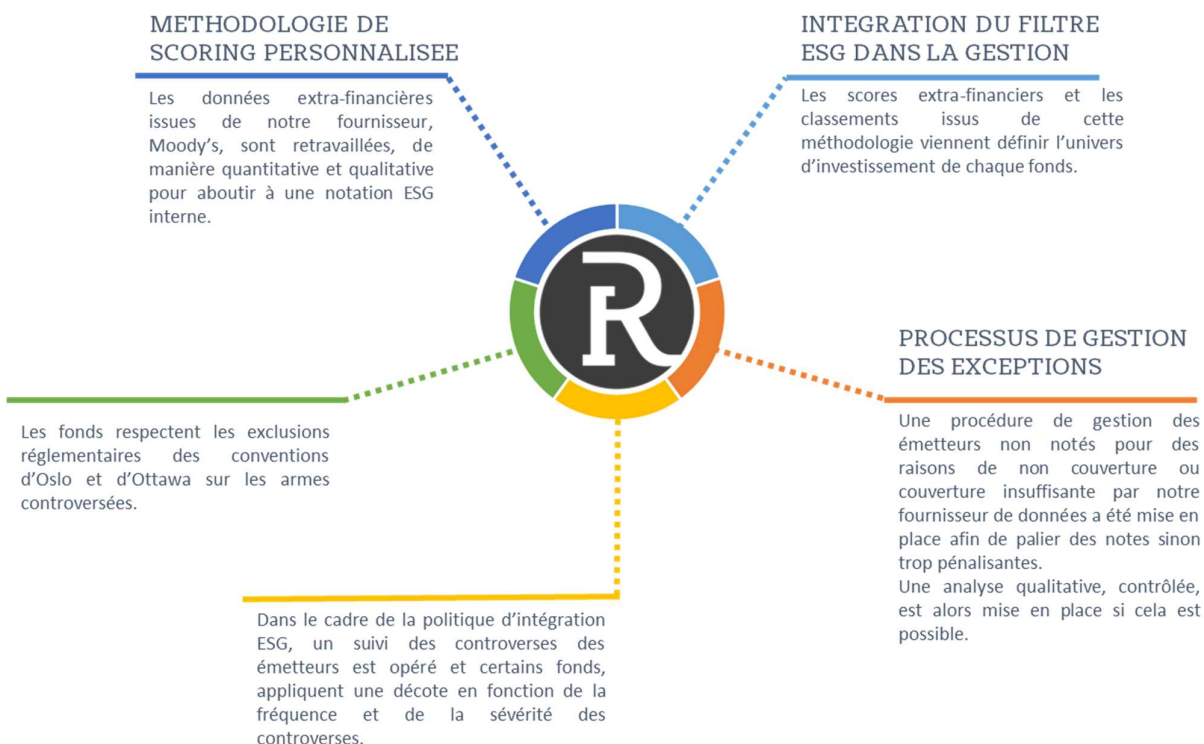 METHODOLOGIE DE
SCORING PERSONNALISEE
Les données extra-financières
issues de notre fournisseur,
Moody’s, sont retravaillées, de
manière quantitative et qualitative
pour aboutir à une notation ESG
interne.
INTEGRATION DU FILTRE
ESG DANS LA GESTION
Les scores extra-financiers et les
classements issus de cette
méthodologie viennent définir l’univers
d’investissement de chaque fonds.
R
PROCESSUS DE GESTION
DES EXCEPTIONS
Une procédure de gestion des
émetteurs non notés pour des
raisons de non couverture ou
couverture insuffisante par notre
fournisseur de données a été mise en
place afin de palier des notes sinon
trop pénalisantes.
Une analyse qualitative, contrôlée,
est alors mise en place si cela est
possible.
Les fonds respectent les exclusions
réglementaires des conventions
d’Oslo et d’Ottawa sur les armes
controversées.
Dans le cadre de la politique d’intégration
ESG, un suivi des controverses des
émetteurs est opéré et certains fonds,
appliquent une décote en fonction de la
fréquence et de la sévérité des
controverses.